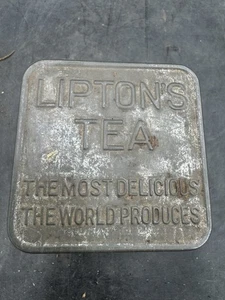 LIPTON'S
TEA
THE MOST DELICIOUS
THE WORLD PRODUCES